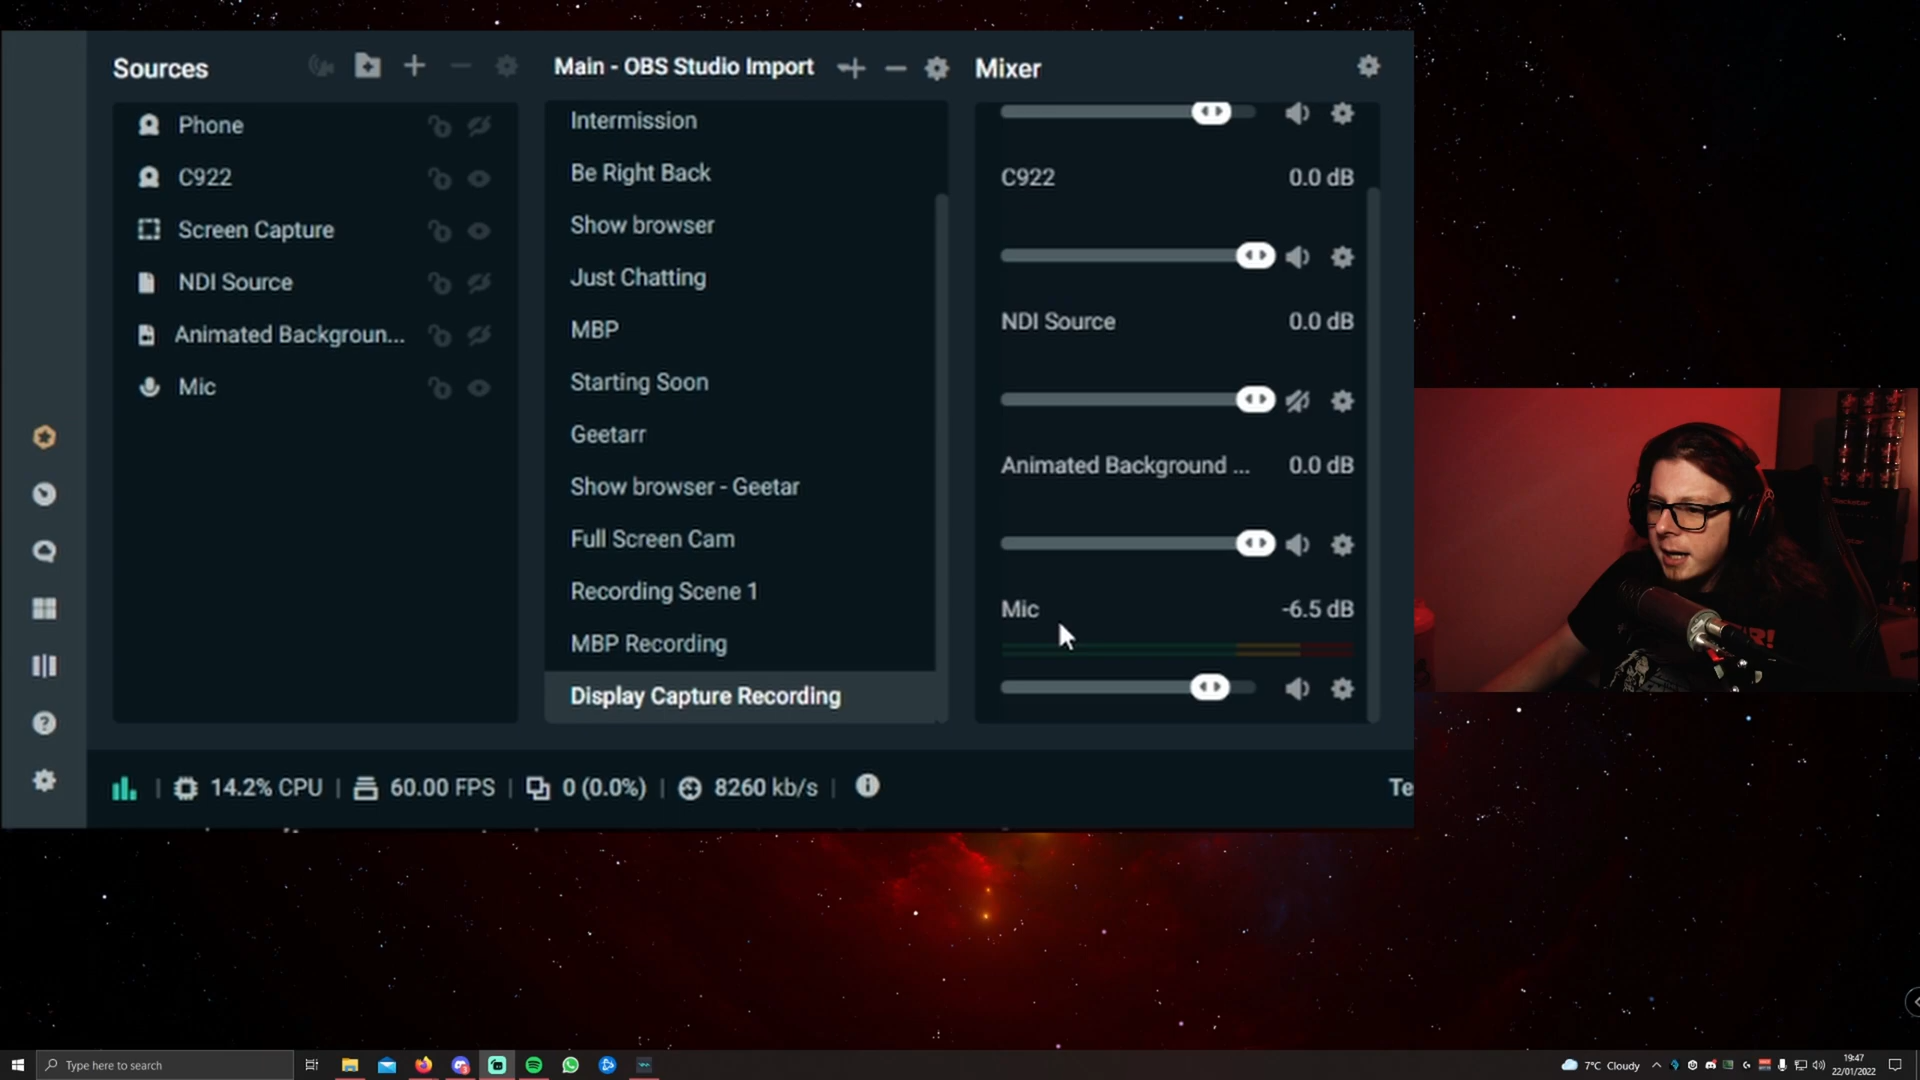 Sources
Main - OBS Studio Import
Mixer
Phone
C922
Screen Capture
NDI Source
Animated Backgroun...
Mic
Intermission
Be Right Back
Show browser
Just Chatting
MBP
Starting Soon
Geetarr
Show browser - Geetar
Full Screen Cam
Recording Scene 1
MBP Recording
Display Capture Recording
C922 0.0 dB
NDI Source 0.0 dB
Animated Background ... 0.0 dB
Mic -6.5 dB
14.2% CPU | 60.00 FPS | 0 (0.0%) | 8260 kb/s |
Te
Type here to search
7°C Cloudy
19:47
22/01/2022